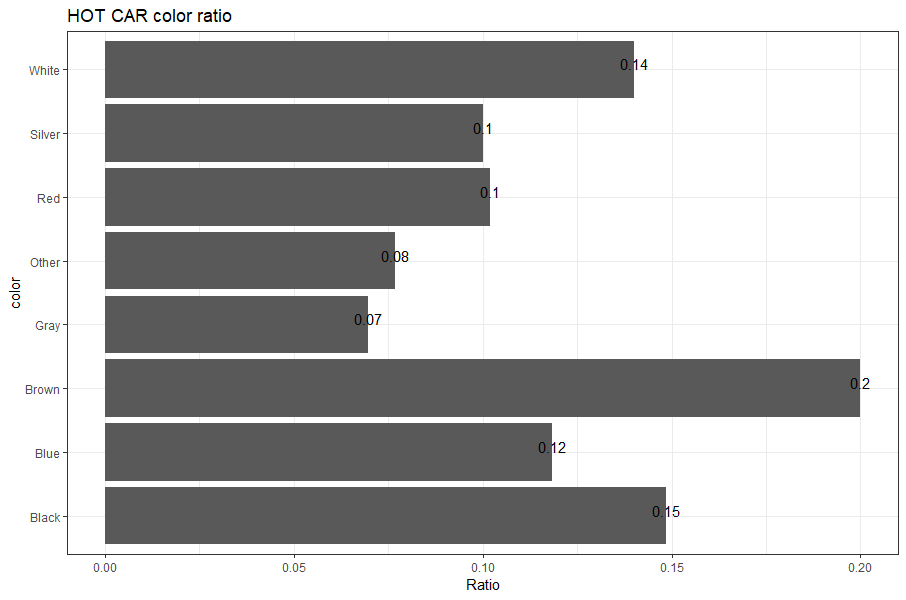 HOT CAR color ratio
White
0.14
Silver
0.1
Red
0.1
Other
0.08
Gray
0.07
Brown
0.2
Blue
0.12
Black
0.15
color
0.00
0.05
0.10
0.15
0.20
Ratio